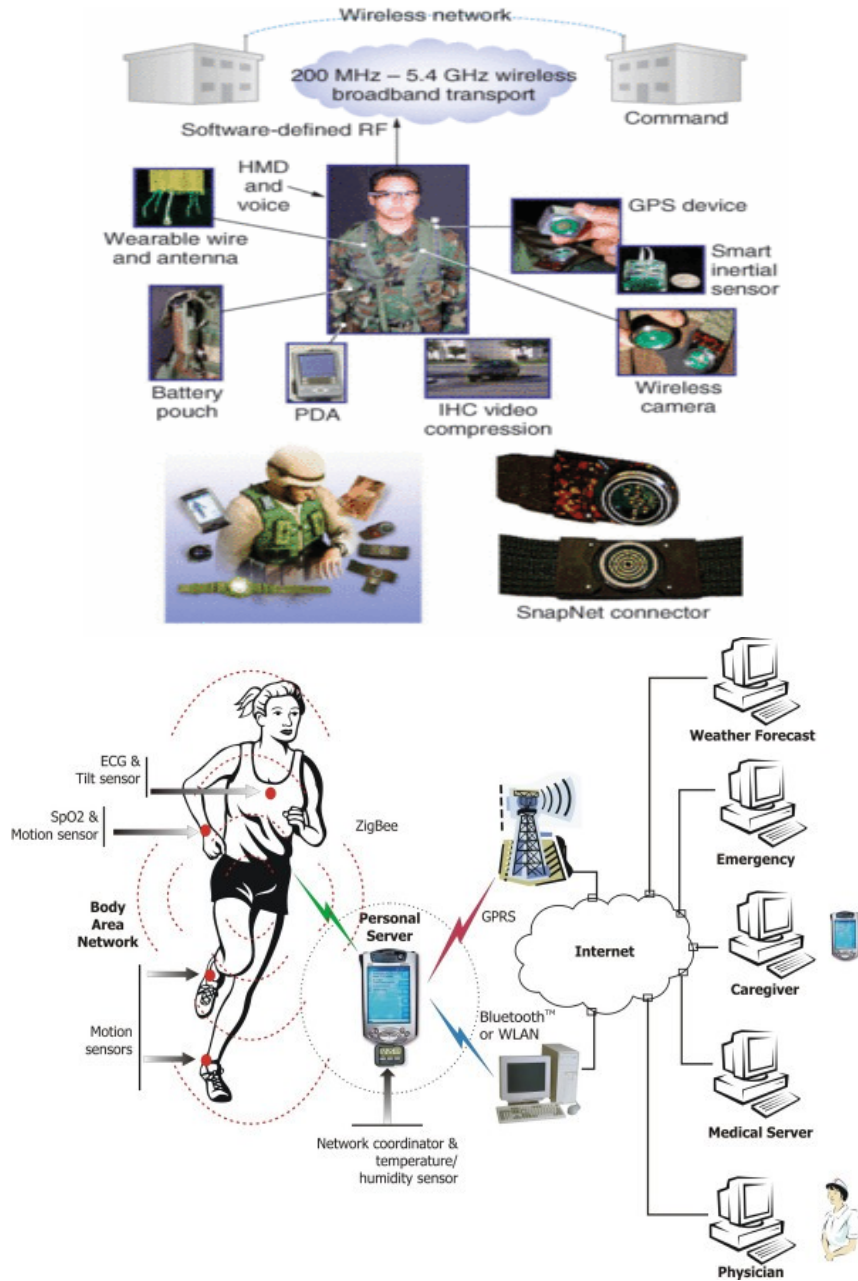 Wireless network
200 MHz – 5.4 GHz wireless
broadband transport
Command
Software-defined RF
HMD
and
voice
Wearable wire
and antenna
GPS device
Smart
inertial
sensor
Battery
pouch
PDA
IHC video
compression
Wireless
camera
SnapNet connector
ECG &
Tilt sensor
SpO2 &
Motion sensor
ZigBee
Body
Area
Network
Motion
sensors
Personal
Server
Network coordinator &
temperature/
humidity sensor
GPRS
Bluetooth™
or WLAN
Internet
Weather Forecast
Emergency
Caregiver
Medical Server
Physician